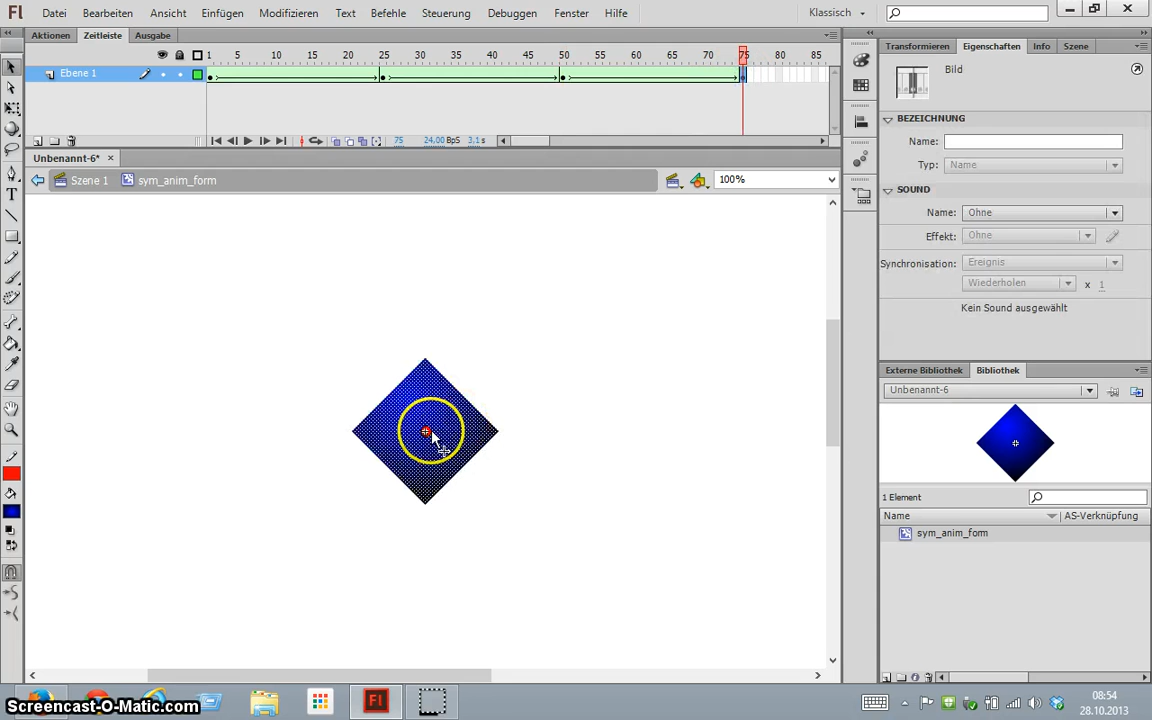 Fl Datei Bearbeiten Ansicht Einfügen Modifizieren Text Befehle Steuerung Debuggen Fenster Hilfe Klassisch
Aktionen Zeitleiste Ausgabe
1 5 10 15 20 25 30 35 40 45 50 55 60 65 70 75 80 85
Ebene 1
75 24,00 BpS 3,1 s
Unbenannt-6*
Szene 1 sym_anim_form 100%
Transformieren Eigenschaften Info Szene
Bild
BEZEICHNUNG
Name:
Typ: Name
SOUND
Name: Ohne
Effekt: Ohne
Synchronisation: Ereignis
Wiederholen x 1
Kein Sound ausgewählt
Externe Bibliothek Bibliothek
Unbenannt-6
1 Element
Name AS-Verknüpfung
sym_anim_form
T
Fl
08:54
28.10.2013
Screencast-O-Matic.com